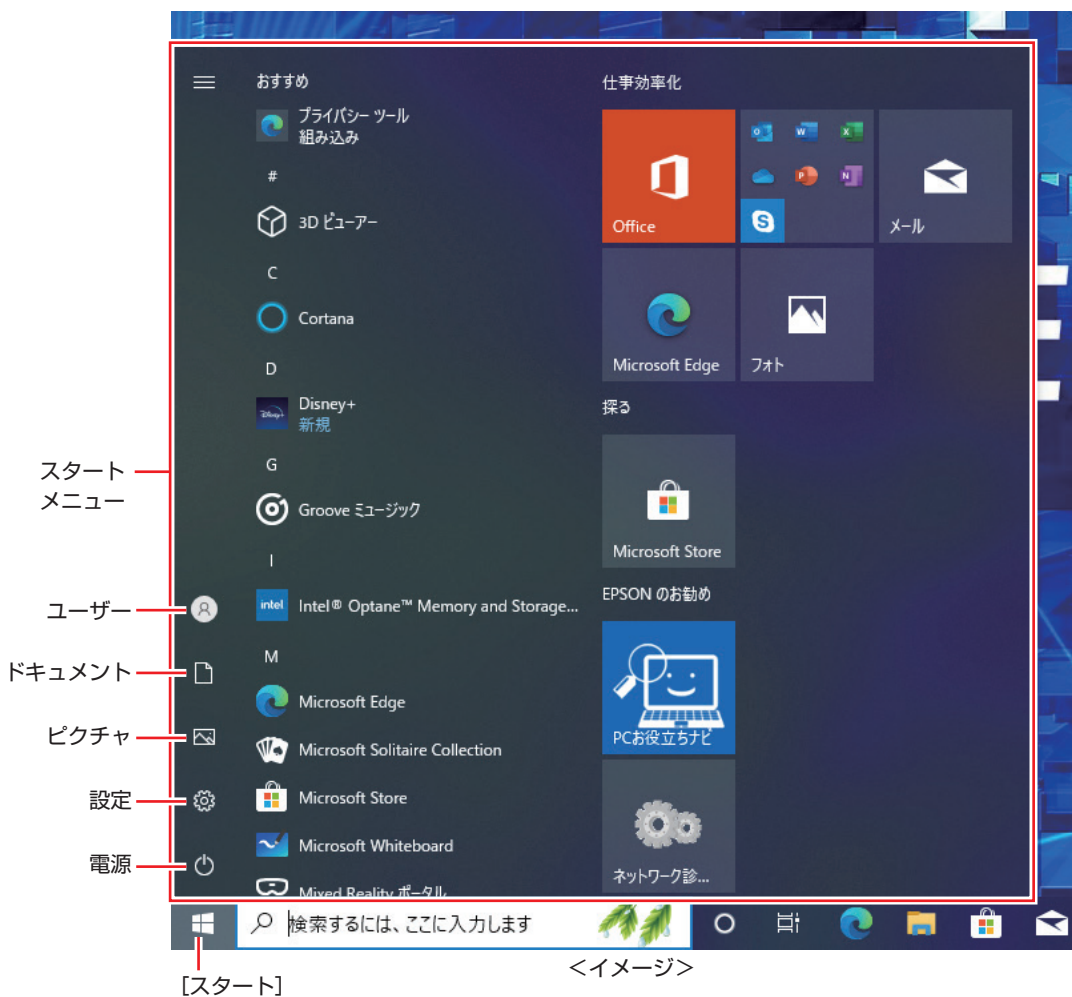 おすすめ
プライバシー ツール
組み込み
#
3D ビューアー
C
Cortana
D
Disney+
新規
G
Groove ミュージック
I
intel
Intel® Optane™ Memory and Storage...
M
Microsoft Edge
Microsoft Solitaire Collection
Microsoft Store
Microsoft Whiteboard
Mixed Reality ポータル
仕事効率化
Office
メール
Microsoft Edge
フォト
探る
Microsoft Store
EPSON のお勧め
PCお役立ちナビ
ネットワーク診...
スタート
メニュー
ユーザー
ドキュメント
ピクチャ
設定
電源
検索するには、ここに入力します
[スタート]
＜イメージ＞